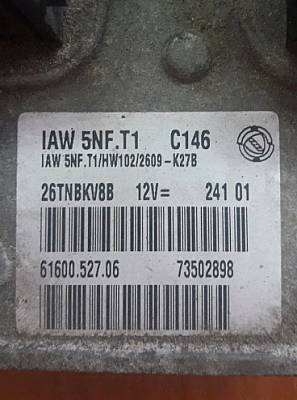 IAW 5NF.T1 C146
IAW 5NF.T1/HW102/2609-K27B
26TNBKV8B 12V= 241 01
61600.527.06 73502898